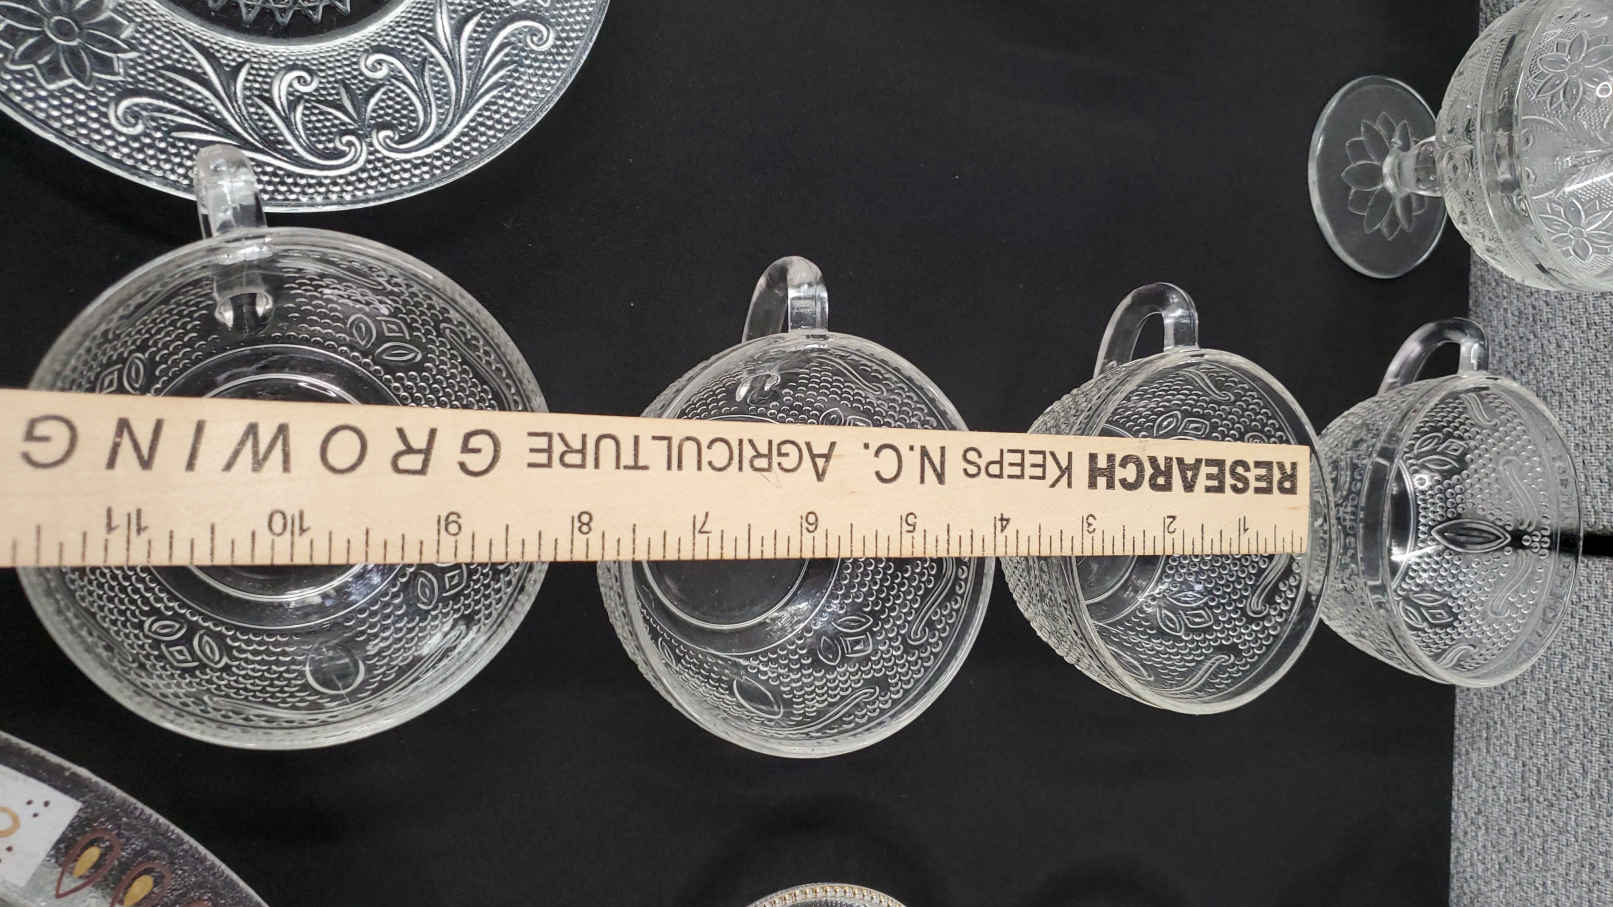 RESEARCH KEEPS N.C. AGRICULTURE GROWING
1 2 3 4 5 6 7 8 9 10 11